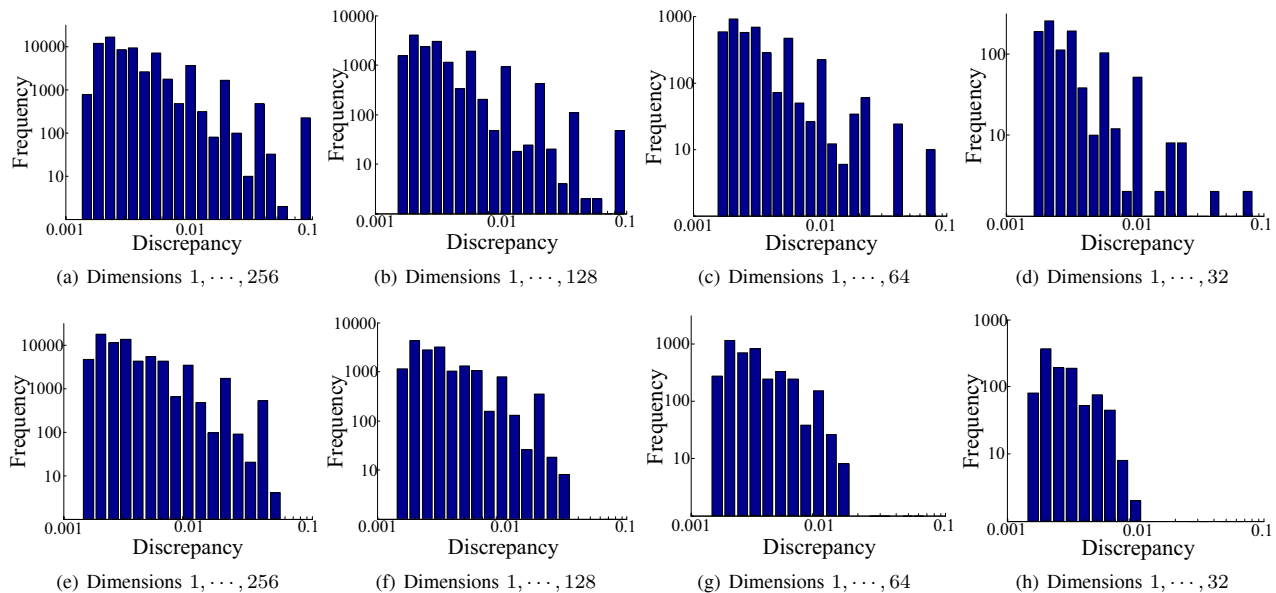 10000
1000
100
10
Frequency
0.001
0.01
0.1
Discrepancy
(a) Dimensions 1, ⋯ , 256
10000
1000
100
10
Frequency
0.001
0.01
0.1
Discrepancy
(b) Dimensions 1, ⋯ , 128
1000
100
10
Frequency
0.001
0.01
0.1
Discrepancy
(c) Dimensions 1, ⋯ , 64
100
10
Frequency
0.001
0.01
0.1
Discrepancy
(d) Dimensions 1, ⋯ , 32
10000
1000
100
10
Frequency
0.001
0.01
0.1
Discrepancy
(e) Dimensions 1, ⋯ , 256
10000
1000
100
10
Frequency
0.001
0.01
0.1
Discrepancy
(f) Dimensions 1, ⋯ , 128
1000
100
10
Frequency
0.001
0.01
0.1
Discrepancy
(g) Dimensions 1, ⋯ , 64
1000
100
10
Frequency
0.001
0.01
0.1
Discrepancy
(h) Dimensions 1, ⋯ , 32